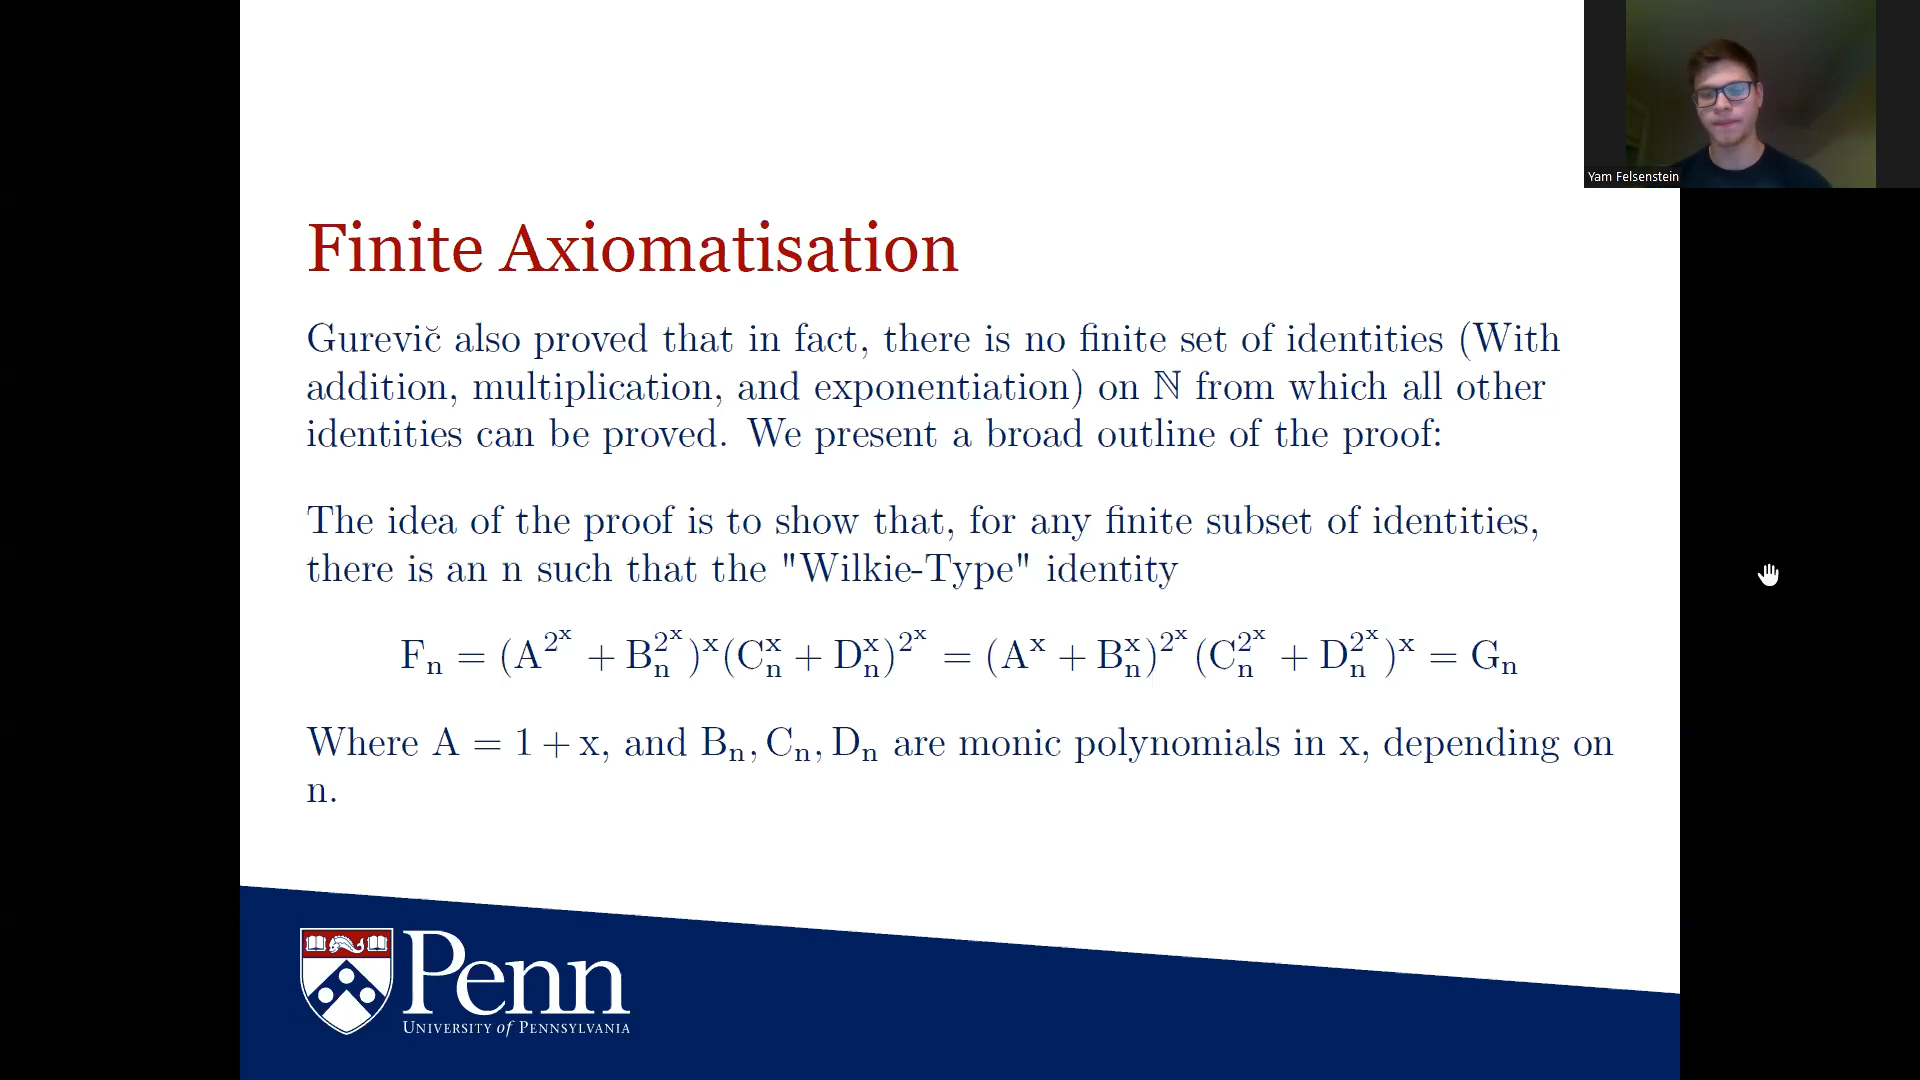 Yam Felsenstein
Finite Axiomatisation
Gurevic̆ also proved that in fact, there is no finite set of identities (With
addition, multiplication, and exponentiation) on ℕ from which all other
identities can be proved. We present a broad outline of the proof:
The idea of the proof is to show that, for any finite subset of identities,
there is an n such that the "Wilkie-Type" identity
Fₙ = (A^{2^x} + Bₙ^{2^x})^x(Cₙ^x + Dₙ^x)^{2^x} = (A^x + Bₙ^x)^{2^x}(Cₙ^{2^x} + Dₙ^{2^x})^x = Gₙ
Where A = 1 + x, and Bₙ, Cₙ, Dₙ are monic polynomials in x, depending on
n.
Penn
UNIVERSITY of PENNSYLVANIA